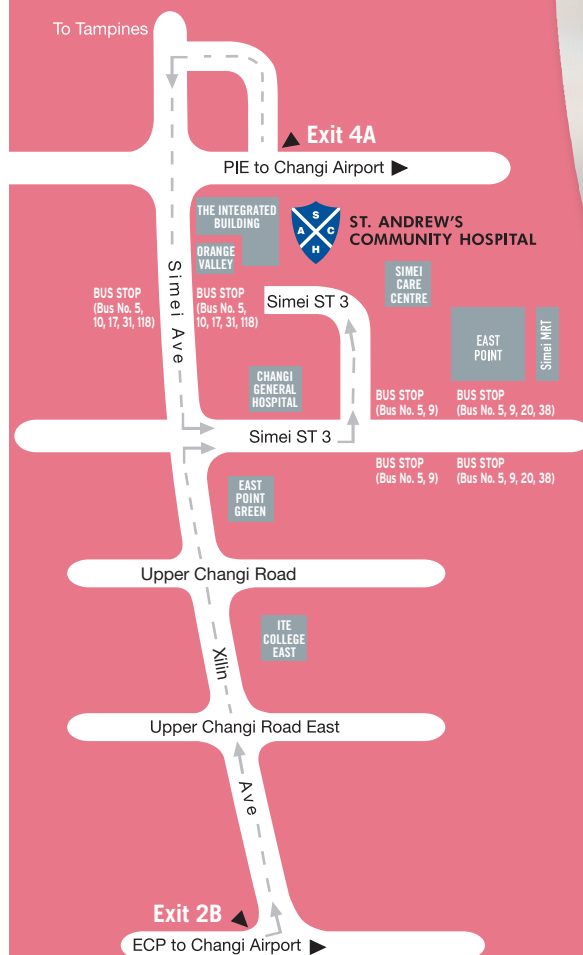 To Tampines
Exit 4A
PIE to Changi Airport
THE INTEGRATED
BUILDING
ORANGE
VALLEY
S
A C
H
ST. ANDREW'S
COMMUNITY HOSPITAL
SIMEI
CARE
CENTRE
Simei Ave
BUS STOP
(Bus No. 5,
10, 17, 31, 118)
BUS STOP
(Bus No. 5,
10, 17, 31, 118)
Simei ST 3
EAST
POINT
Simei MRT
CHANGI
GENERAL
HOSPITAL
BUS STOP
(Bus No. 5, 9)
BUS STOP
(Bus No. 5, 9, 20, 38)
Simei ST 3
BUS STOP
(Bus No. 5, 9)
BUS STOP
(Bus No. 5, 9, 20, 38)
EAST
POINT
GREEN
Upper Changi Road
ITE
COLLEGE
EAST
Xilin
Upper Changi Road East
Ave
Exit 2B
ECP to Changi Airport